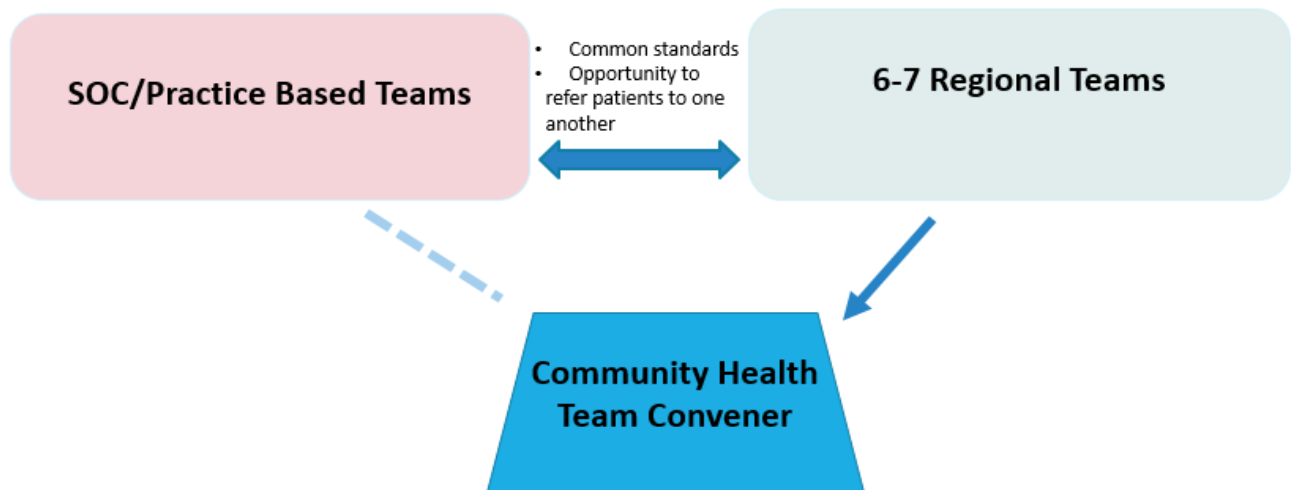 SOC/Practice Based Teams
• Common standards
• Opportunity to
refer patients to one
another
6-7 Regional Teams
Community Health
Team Convener